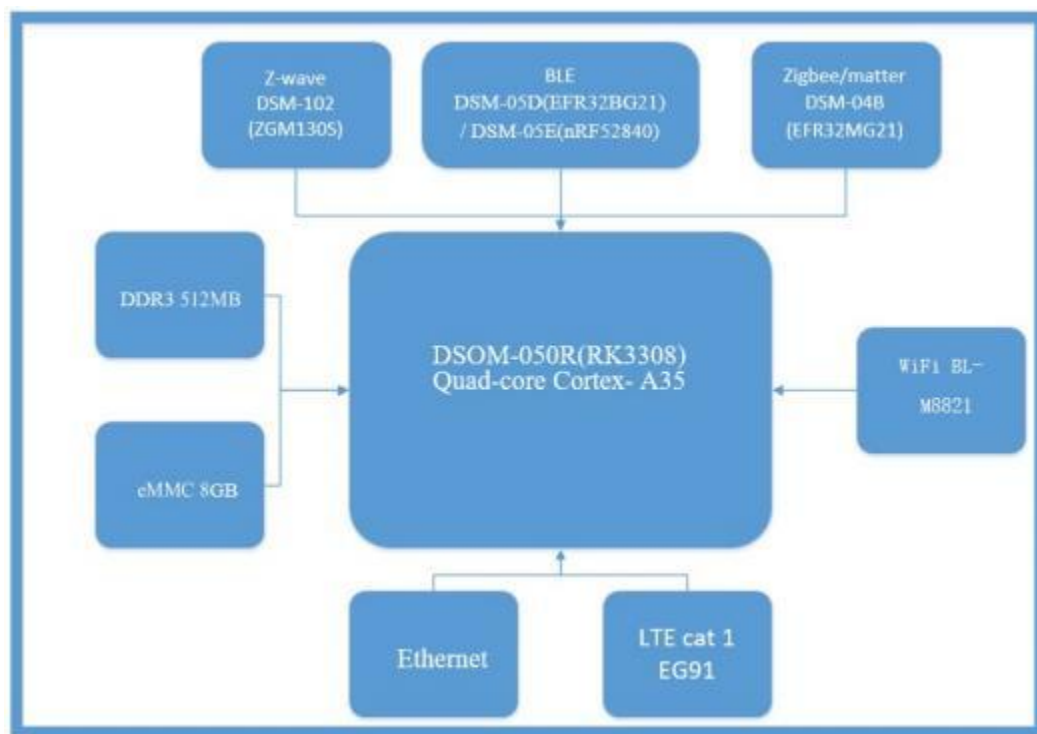 Z-wave
DSM-102
(ZGM130S)
BLE
DSM-05D(EFR32BG21)
/ DSM-05E(nRF52840)
Zigbee/matter
DSM-04B
(EFR32MG21)
DDR3 512MB
DSOM-050R(RK3308)
Quad-core Cortex- A35
WiFi BL-
M8821
eMMC 8GB
Ethernet
LTE cat 1
EG91